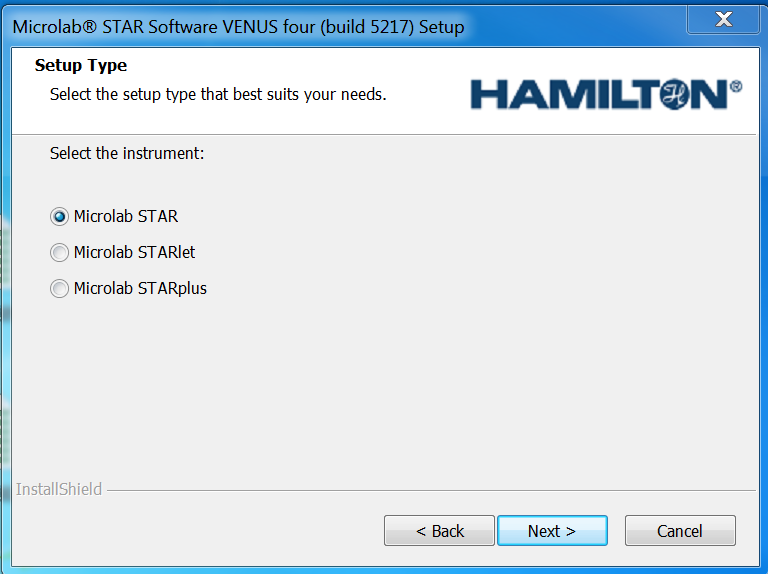 Microlab® STAR Software VENUS four (build 5217) Setup
Setup Type
Select the setup type that best suits your needs.
HAMILTON®
Select the instrument:
Microlab STAR
Microlab STARlet
Microlab STARplus
InstallShield
< Back Next > Cancel